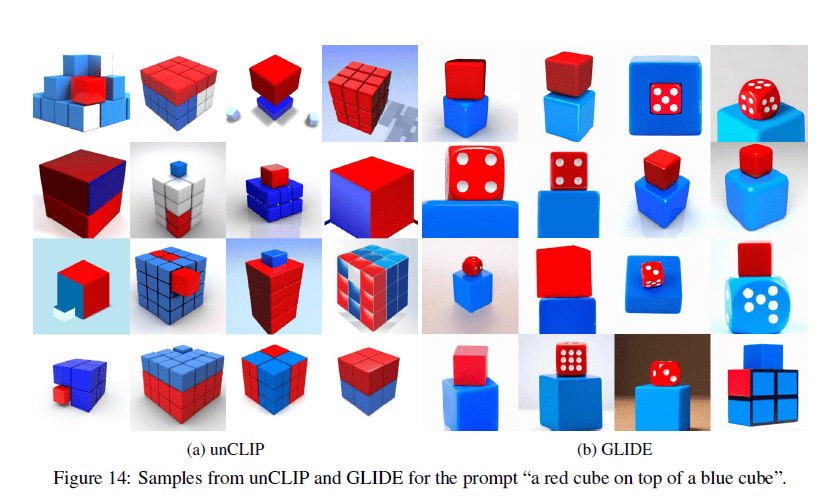 (a) unCLIP
(b) GLIDE
Figure 14: Samples from unCLIP and GLIDE for the prompt “a red cube on top of a blue cube”.